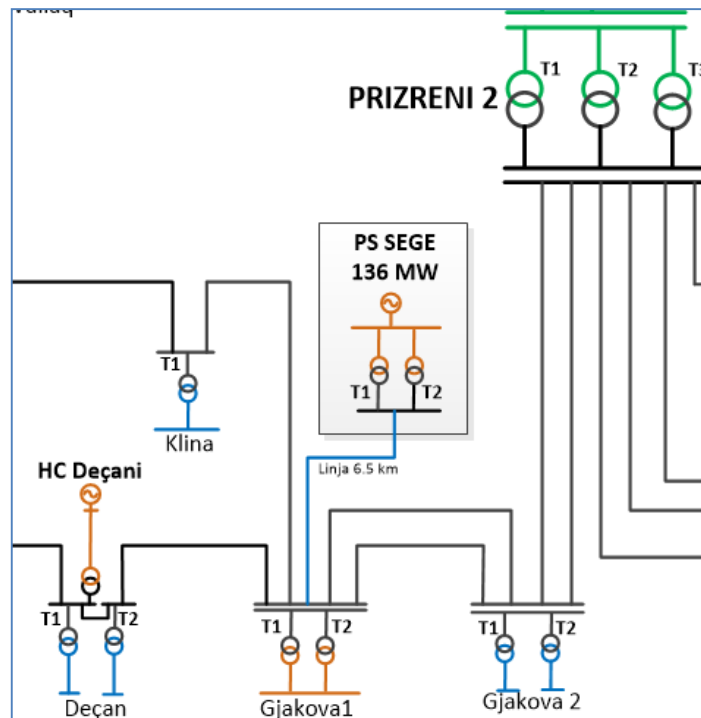 T1
T2
PRIZRENI 2
PS SEGE
136 MW
T1
T1
T2
Klina
HC Deçani
Linja 6.5 km
T1
T2
T1
T2
T1
T2
Deçan
Gjakova1
Gjakova 2